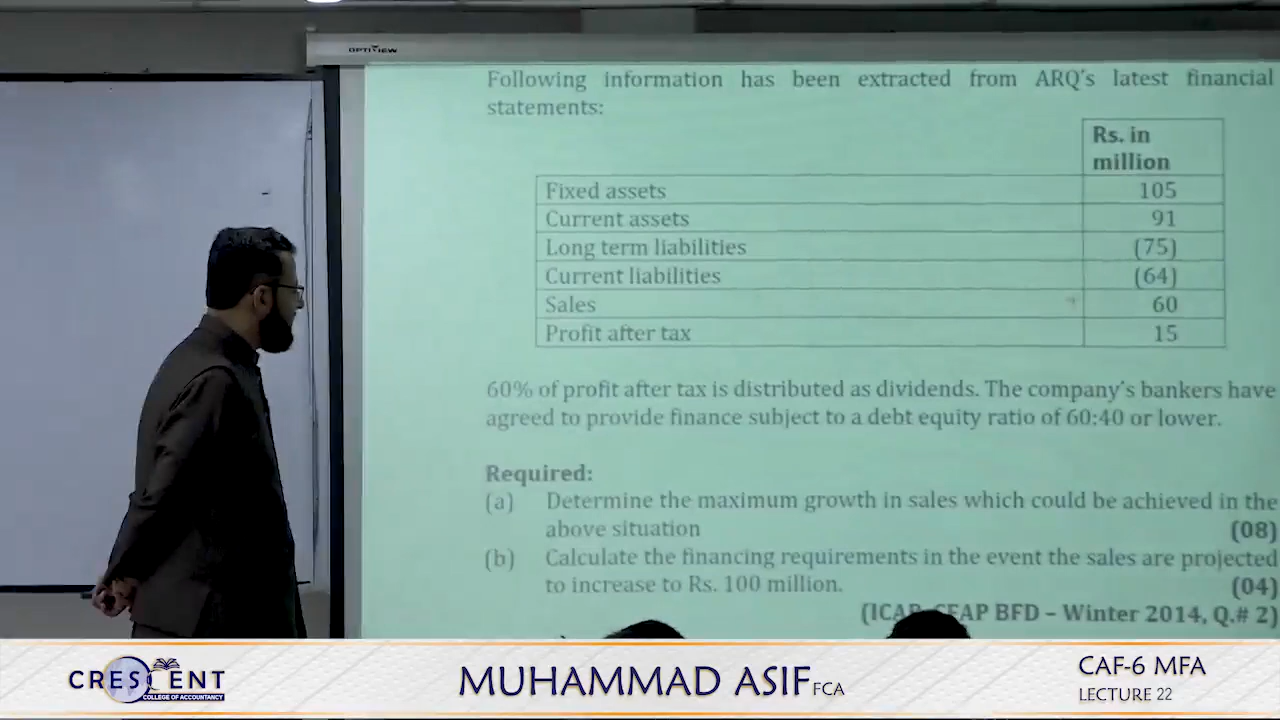 OPTIVIEW
Following information has been extracted from ARQ's latest financial
statements:
Rs. in
million
Fixed assets 105
Current assets 91
Long term liabilities (75)
Current liabilities (64)
Sales 60
Profit after tax 15
60% of profit after tax is distributed as dividends. The company's bankers have
agreed to provide finance subject to a debt equity ratio of 60:40 or lower.
Required:
(a) Determine the maximum growth in sales which could be achieved in the
above situation (08)
(b) Calculate the financing requirements in the event the sales are projected
to increase to Rs. 100 million. (04)
BFD – Winter 2014, Q.# 2)
CRESCENT
COLLEGE OF ACCOUNTANCY
MUHAMMAD ASIF FCA
CAF-6 MFA
LECTURE 22